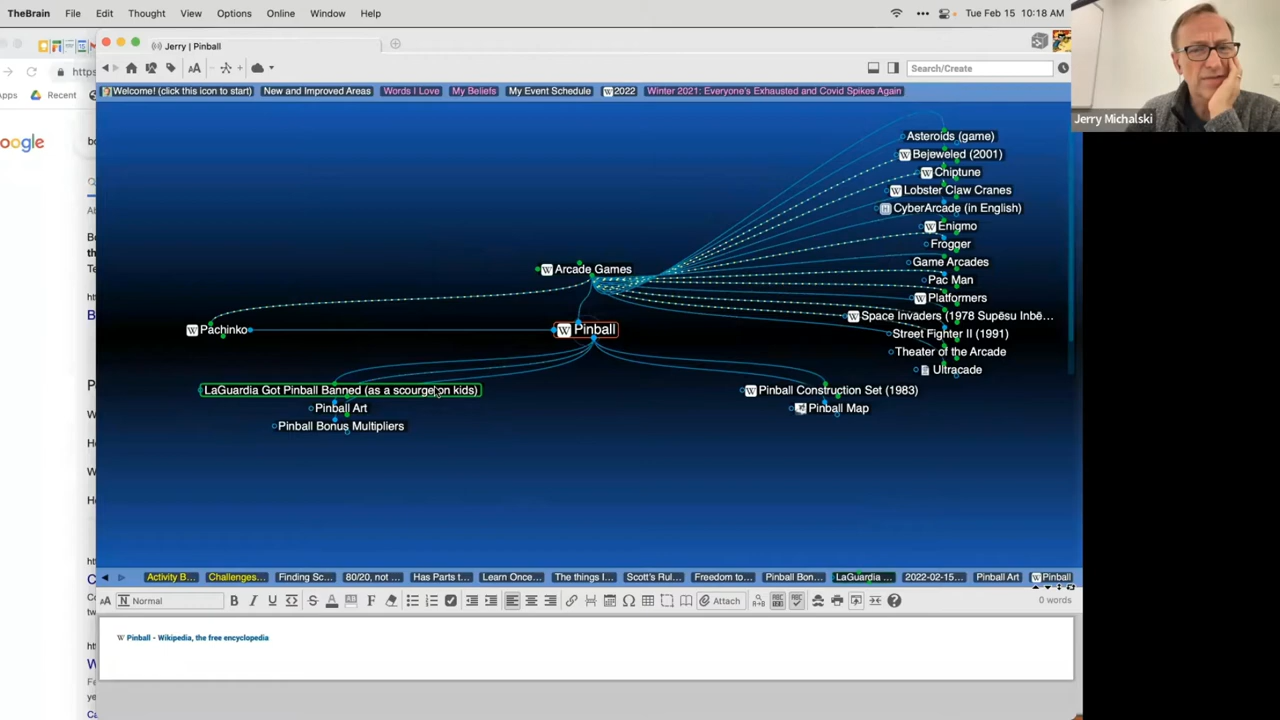 TheBrain File Edit Thought View Options Online Window Help Tue Feb 15 10:18 AM
Jerry | Pinball
https
Search/Create
pps Recent
Welcome! (click this icon to start) New and Improved Areas Words I Love My Beliefs My Event Schedule 2022 Winter 2021: Everyone's Exhausted and Covid Spikes Again
Jerry Michalski
oogle
bo
Asteroids (game)
Bejeweled (2001)
Chiptune
Lobster Claw Cranes
CyberArcade (in English)
Enigmo
Frogger
Game Arcades
Arcade Games
Pac Man
Platformers
Space Invaders (1978 Supēsu Inbē...
Pachinko
Pinball
Street Fighter II (1991)
Theater of the Arcade
Ultracade
LaGuardia Got Pinball Banned (as a scourge on kids)
Pinball Art
Pinball Bonus Multipliers
Pinball Construction Set (1983)
Pinball Map
Activity B... Challenges... Finding Sc... 80/20, not ... Has Parts t... Learn Once... The things I... Scott's Rul... Freedom to... Pinball Bon... LaGuardia ... 2022-02-15... Pinball Art Pinball
Normal
Attach
0 words
W Pinball - Wikipedia, the free encyclopedia